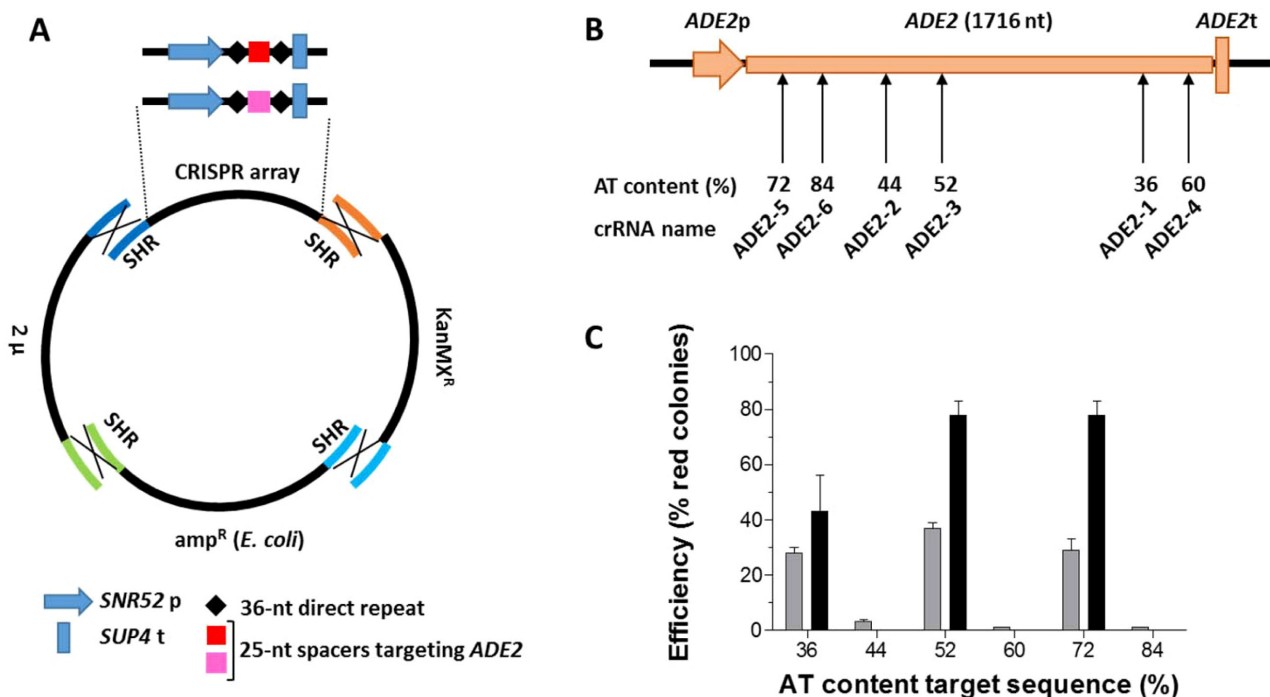 A
CRISPR array
SHR
SHR
2 µ
KanMXᴿ
SHR
SHR
ampᴿ (E. coli)
SNR52 p
SUP4 t
36-nt direct repeat
25-nt spacers targeting ADE2
B
ADE2p
ADE2 (1716 nt)
ADE2t
AT content (%)
72 84 44 52 36 60
crRNA name
ADE2-5 ADE2-6 ADE2-2 ADE2-3 ADE2-1 ADE2-4
C
Efficiency (% red colonies)
100
80
60
40
20
0
36 44 52 60 72 84
AT content target sequence (%)